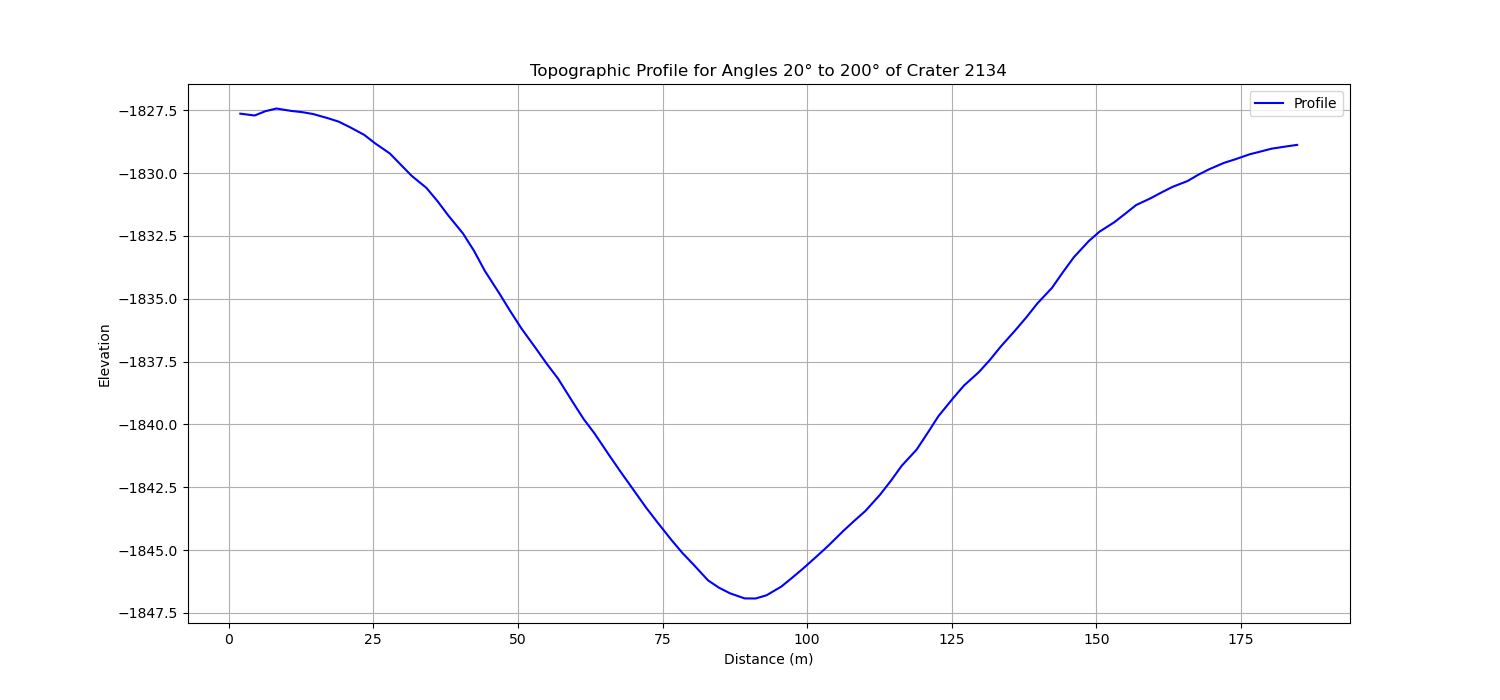 Topographic Profile for Angles 20° to 200° of Crater 2134
Profile
−1827.5
−1830.0
−1832.5
−1835.0
−1837.5
−1840.0
−1842.5
−1845.0
−1847.5
Elevation
0 25 50 75 100 125 150 175
Distance (m)